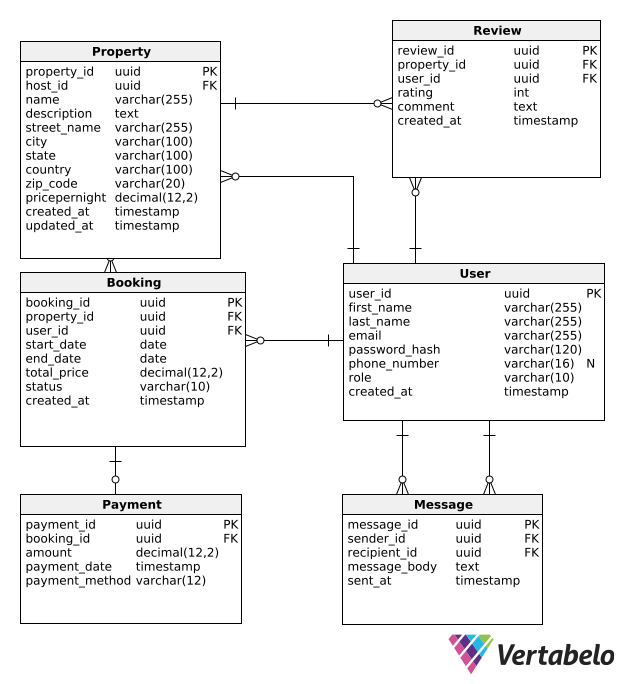 Property
property_id uuid PK
host_id uuid FK
name varchar(255)
description text
street_name varchar(255)
city varchar(100)
state varchar(100)
country varchar(100)
zip_code varchar(20)
pricepernight decimal(12,2)
created_at timestamp
updated_at timestamp
Review
review_id uuid PK
property_id uuid FK
user_id uuid FK
rating int
comment text
created_at timestamp
Booking
booking_id uuid PK
property_id uuid FK
user_id uuid FK
start_date date
end_date date
total_price decimal(12,2)
status varchar(10)
created_at timestamp
User
user_id uuid PK
first_name varchar(255)
last_name varchar(255)
email varchar(255)
password_hash varchar(120)
phone_number varchar(16) N
role varchar(10)
created_at timestamp
Payment
payment_id uuid PK
booking_id uuid FK
amount decimal(12,2)
payment_date timestamp
payment_method varchar(12)
Message
message_id uuid PK
sender_id uuid FK
recipient_id uuid FK
message_body text
sent_at timestamp
Vertabelo